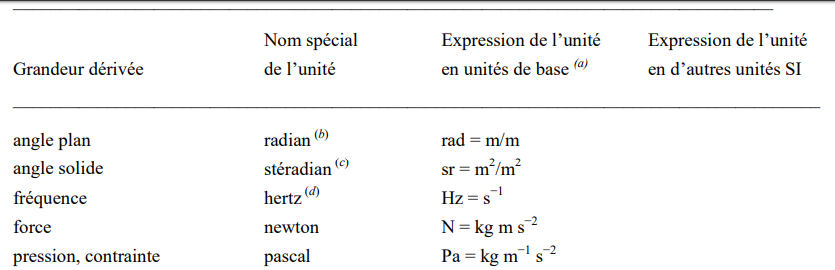 Nom spécial Expression de l’unité Expression de l’unité
Grandeur dérivée de l’unité en unités de base (a) en d’autres unités SI
angle plan radian (b) rad = m/m
angle solide stéradian (c) sr = m²/m²
fréquence hertz (d) Hz = s⁻¹
force newton N = kg m s⁻²
pression, contrainte pascal Pa = kg m⁻¹ s⁻²